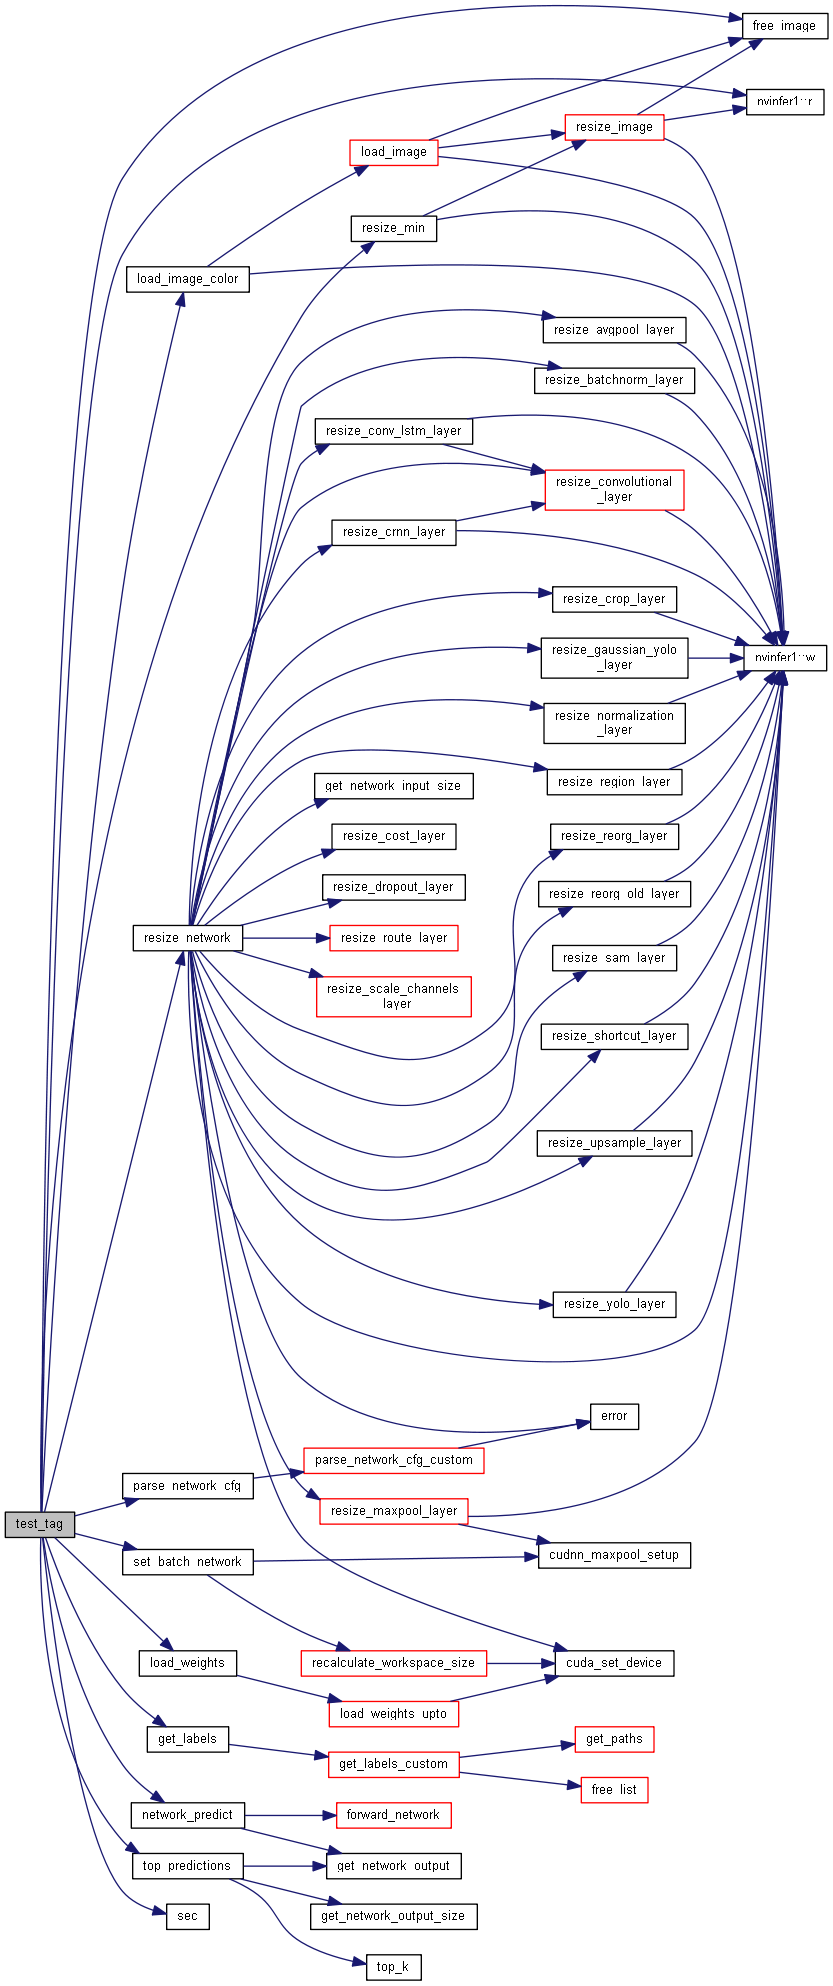 free_image
nvinfer1::r
resize_image
load_image
resize_min
load_image_color
resize_avgpool_layer
resize_batchnorm_layer
resize_conv_lstm_layer
resize_convolutional
_layer
resize_crnn_layer
resize_crop_layer
resize_gaussian_yolo
_layer
nvinfer1::w
resize_normalization
_layer
resize_region_layer
get_network_input_size
resize_cost_layer
resize_reorg_layer
resize_dropout_layer
resize_reorg_old_layer
resize_network
resize_route_layer
resize_sam_layer
resize_scale_channels
_layer
resize_shortcut_layer
resize_upsample_layer
resize_yolo_layer
error
parse_network_cfg_custom
parse_network_cfg
resize_maxpool_layer
test_tag
cudnn_maxpool_setup
set_batch_network
load_weights
recalculate_workspace_size
cuda_set_device
load_weights_upto
get_labels
get_paths
get_labels_custom
free_list
network_predict
forward_network
top_predictions
get_network_output
sec
get_network_output_size
top_k